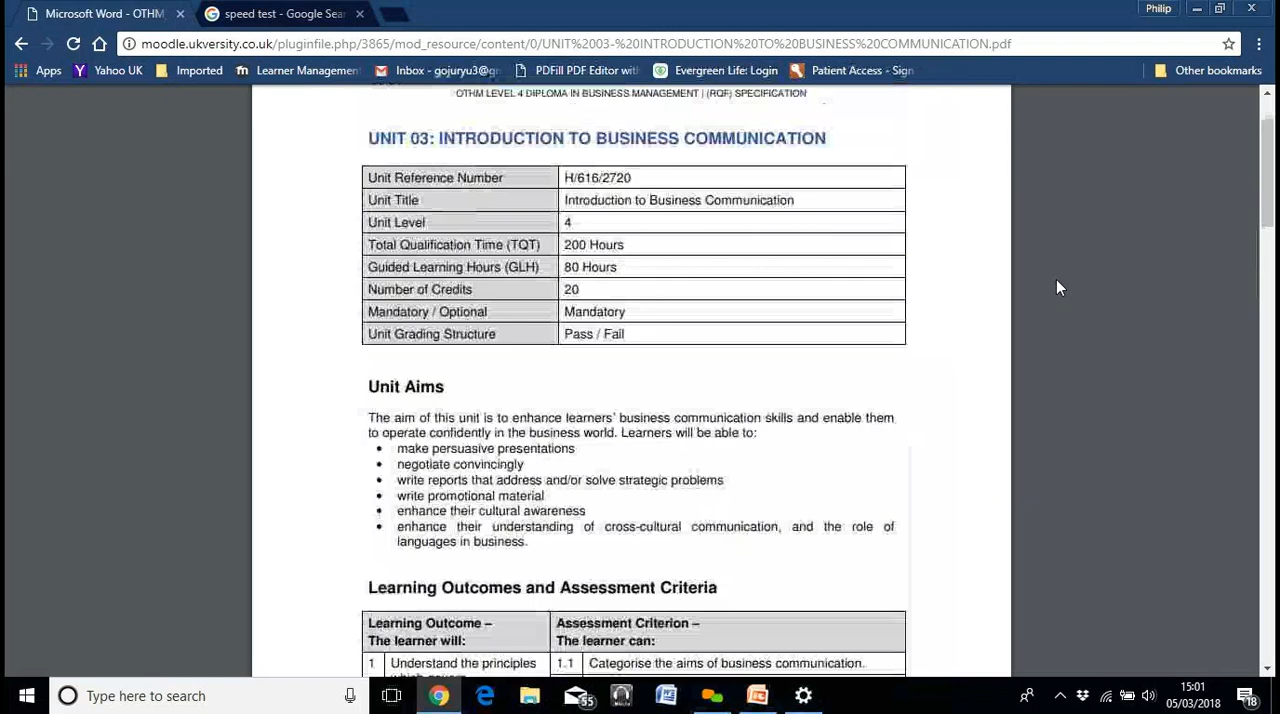 Microsoft Word - OTHM
speed test - Google Sear
Philip
moodle.ukversity.co.uk/pluginfile.php/3865/mod_resource/content/0/UNIT%2003-%20INTRODUCTION%20TO%20BUSINESS%20COMMUNICATION.pdf
Apps Yahoo UK Imported Learner Management Inbox - gojuryu3@gm PDFill PDF Editor with Evergreen Life: Login Patient Access - Sign Other bookmarks
OTHM LEVEL 4 DIPLOMA IN BUSINESS MANAGEMENT | (RQF) SPECIFICATION
UNIT 03: INTRODUCTION TO BUSINESS COMMUNICATION
Unit Reference Number H/616/2720
Unit Title Introduction to Business Communication
Unit Level 4
Total Qualification Time (TQT) 200 Hours
Guided Learning Hours (GLH) 80 Hours
Number of Credits 20
Mandatory / Optional Mandatory
Unit Grading Structure Pass / Fail
Unit Aims
The aim of this unit is to enhance learners' business communication skills and enable them
to operate confidently in the business world. Learners will be able to:
• make persuasive presentations
• negotiate convincingly
• write reports that address and/or solve strategic problems
• write promotional material
• enhance their cultural awareness
• enhance their understanding of cross-cultural communication, and the role of
languages in business.
Learning Outcomes and Assessment Criteria
Learning Outcome – Assessment Criterion –
The learner will: The learner can:
1 Understand the principles 1.1 Categorise the aims of business communication.
Type here to search
55
15:01
05/03/2018
18